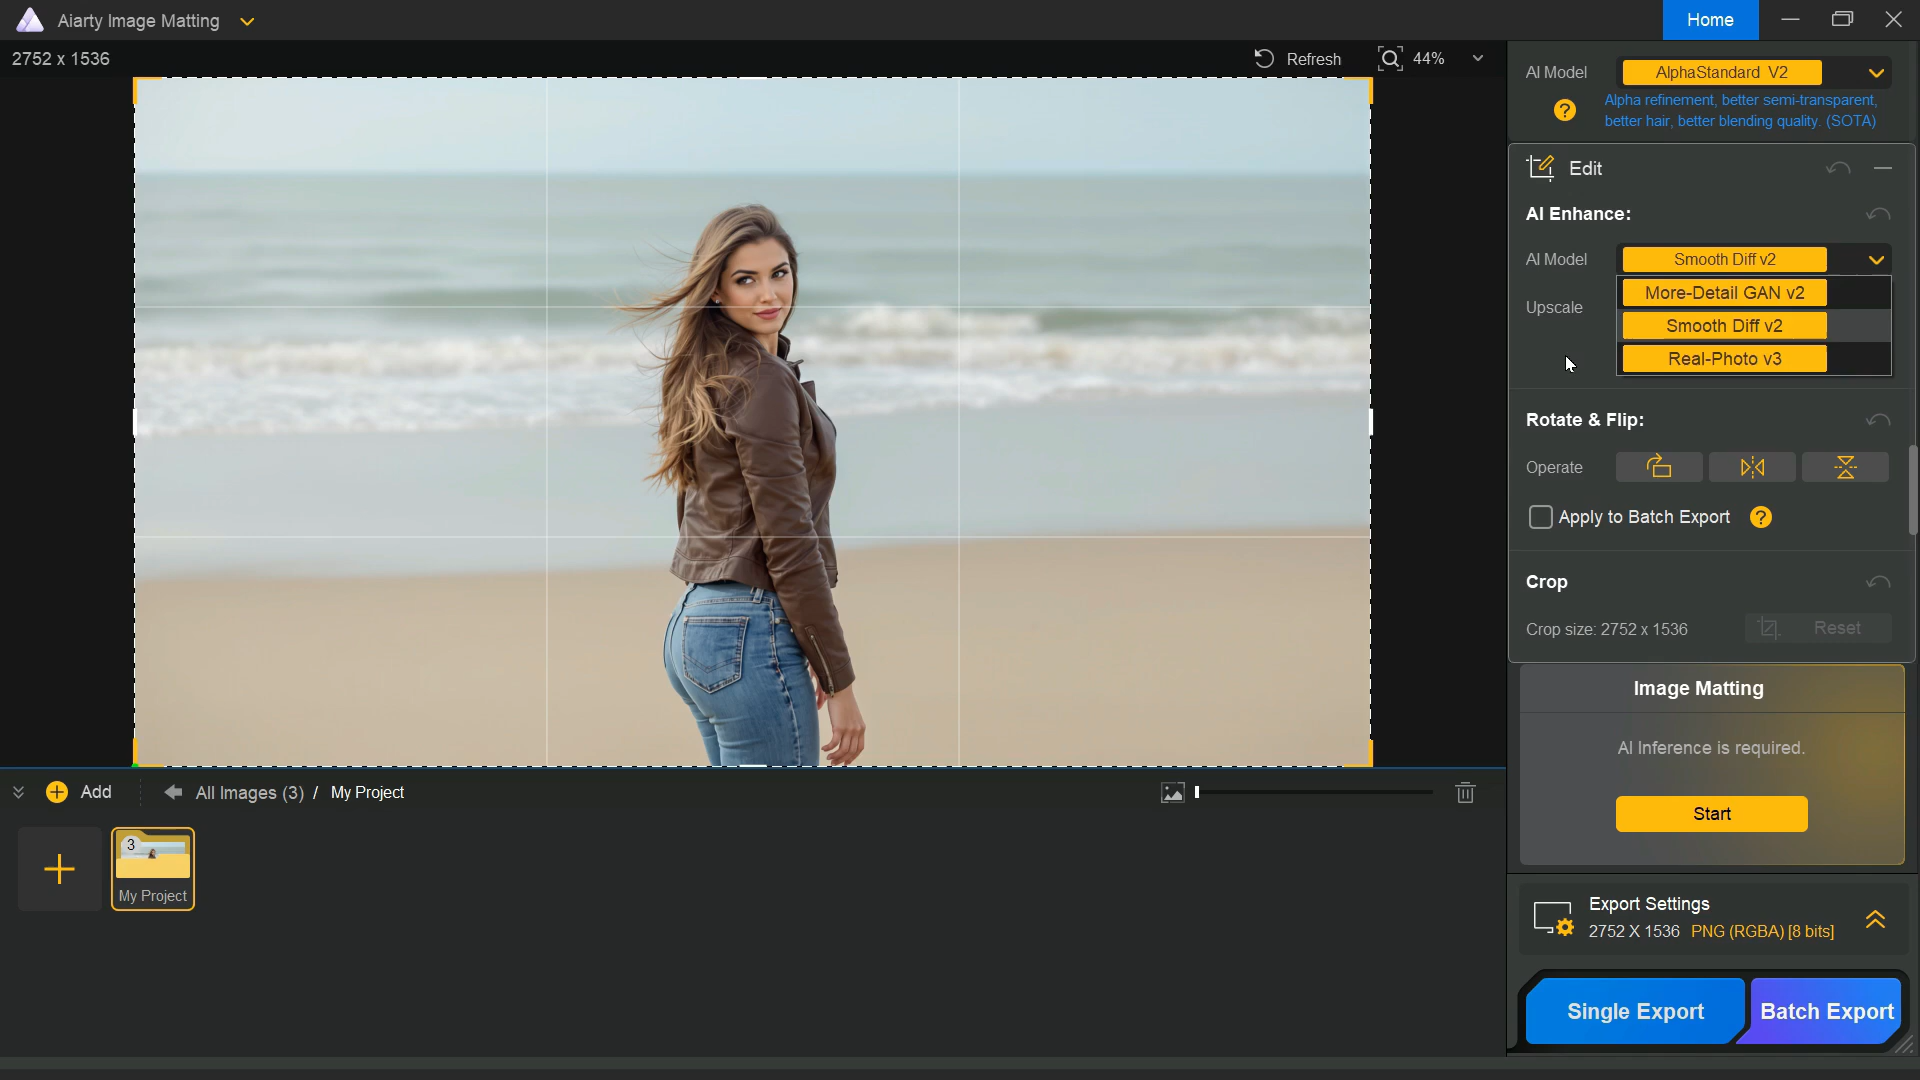 Aiarty Image Matting
Home
2752 x 1536
Refresh
44%
AI Model
AlphaStandard V2
?
Alpha refinement, better semi-transparent,
better hair, better blending quality. (SOTA)
Edit
AI Enhance:
AI Model
Smooth Diff v2
More-Detail GAN v2
Upscale
Smooth Diff v2
Real-Photo v3
Rotate & Flip:
Operate
Apply to Batch Export
?
Crop
Crop size: 2752 x 1536
Reset
Image Matting
AI Inference is required.
Start
Add
All Images (3) / My Project
3
My Project
Export Settings
2752 X 1536 PNG (RGBA) [8 bits]
Single Export
Batch Export